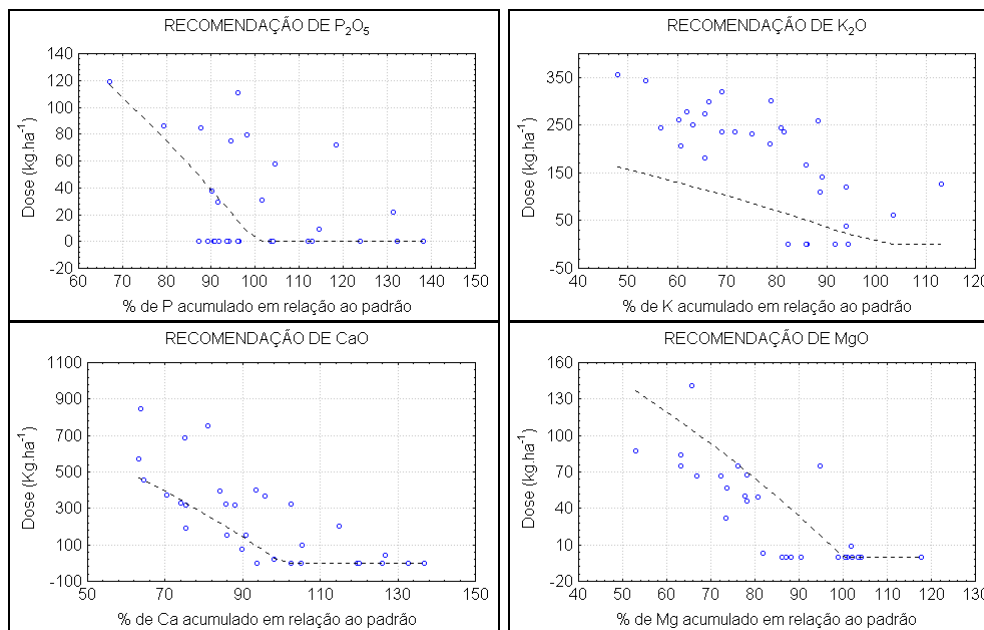 RECOMENDAÇÃO DE P₂O₅
140
120
100
80
60
40
20
0
-20
Dose (kg.ha⁻¹)
60 70 80 90 100 110 120 130 140 150
% de P acumulado em relação ao padrão
RECOMENDAÇÃO DE K₂O
350
250
150
50
-50
Dose (kg.ha⁻¹)
40 50 60 70 80 90 100 110 120
% de K acumulado em relação ao padrão
RECOMENDAÇÃO DE CaO
1100
900
700
500
300
100
-100
Dose (Kg.ha⁻¹)
50 70 90 110 130 150
% de Ca acumulado em relação ao padrão
RECOMENDAÇÃO DE MgO
160
130
100
70
40
10
-20
Dose (kg.ha⁻¹)
40 50 60 70 80 90 100 110 120 130
% de Mg acumulado em relação ao padrão